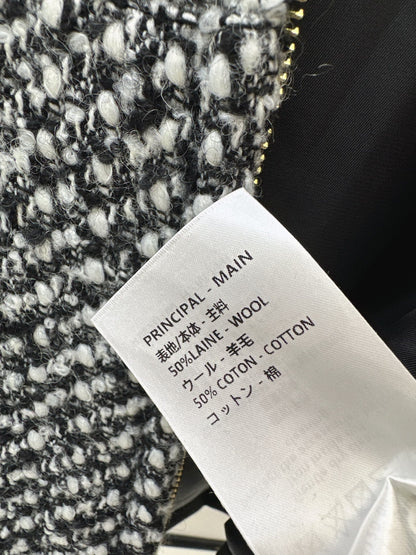 PRINCIPAL - MAIN
表地/本体 - 主料
50%LAINE - WOOL
ウール - 羊毛
50% COTON - COTTON
コットン - 棉